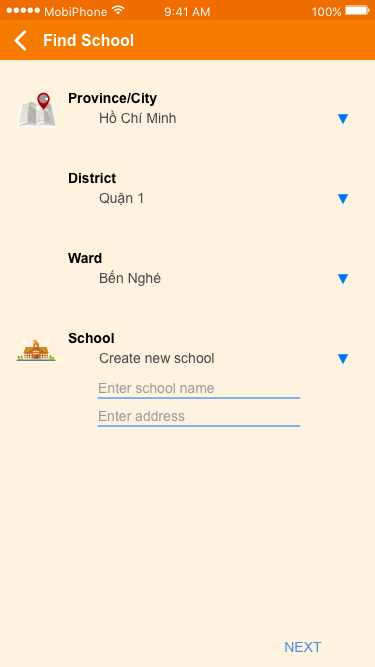 MobiPhone 9:41 AM 100%
Find School
Province/City
Hồ Chí Minh
District
Quận 1
Ward
Bến Nghé
School
Create new school
Enter school name
Enter address
NEXT